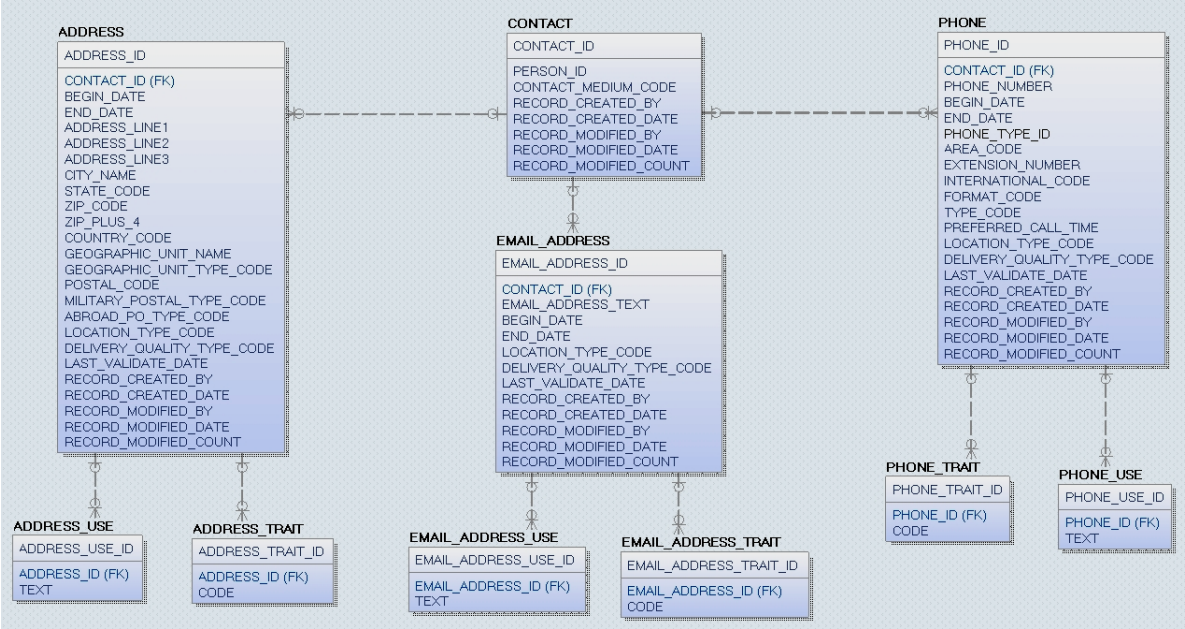 ADDRESS
ADDRESS_ID
CONTACT_ID (FK)
BEGIN_DATE
END_DATE
ADDRESS_LINE1
ADDRESS_LINE2
ADDRESS_LINE3
CITY_NAME
STATE_CODE
ZIP_CODE
ZIP_PLUS_4
COUNTRY_CODE
GEOGRAPHIC_UNIT_NAME
GEOGRAPHIC_UNIT_TYPE_CODE
POSTAL_CODE
MILITARY_POSTAL_TYPE_CODE
ABROAD_PO_TYPE_CODE
LOCATION_TYPE_CODE
DELIVERY_QUALITY_TYPE_CODE
LAST_VALIDATE_DATE
RECORD_CREATED_BY
RECORD_CREATED_DATE
RECORD_MODIFIED_BY
RECORD_MODIFIED_DATE
RECORD_MODIFIED_COUNT
CONTACT
CONTACT_ID
PERSON_ID
CONTACT_MEDIUM_CODE
RECORD_CREATED_BY
RECORD_CREATED_DATE
RECORD_MODIFIED_BY
RECORD_MODIFIED_DATE
RECORD_MODIFIED_COUNT
PHONE
PHONE_ID
CONTACT_ID (FK)
PHONE_NUMBER
BEGIN_DATE
END_DATE
PHONE_TYPE_ID
AREA_CODE
EXTENSION_NUMBER
INTERNATIONAL_CODE
FORMAT_CODE
TYPE_CODE
PREFERRED_CALL_TIME
LOCATION_TYPE_CODE
DELIVERY_QUALITY_TYPE_CODE
LAST_VALIDATE_DATE
RECORD_CREATED_BY
RECORD_CREATED_DATE
RECORD_MODIFIED_BY
RECORD_MODIFIED_DATE
RECORD_MODIFIED_COUNT
EMAIL_ADDRESS
EMAIL_ADDRESS_ID
CONTACT_ID (FK)
EMAIL_ADDRESS_TEXT
BEGIN_DATE
END_DATE
LOCATION_TYPE_CODE
DELIVERY_QUALITY_TYPE_CODE
LAST_VALIDATE_DATE
RECORD_CREATED_BY
RECORD_CREATED_DATE
RECORD_MODIFIED_BY
RECORD_MODIFIED_DATE
RECORD_MODIFIED_COUNT
ADDRESS_USE
ADDRESS_USE_ID
ADDRESS_ID (FK)
TEXT
ADDRESS_TRAIT
ADDRESS_TRAIT_ID
ADDRESS_ID (FK)
CODE
EMAIL_ADDRESS_USE
EMAIL_ADDRESS_USE_ID
EMAIL_ADDRESS_ID (FK)
TEXT
EMAIL_ADDRESS_TRAIT
EMAIL_ADDRESS_TRAIT_ID
EMAIL_ADDRESS_ID (FK)
CODE
PHONE_TRAIT
PHONE_TRAIT_ID
PHONE_ID (FK)
CODE
PHONE_USE
PHONE_USE_ID
PHONE_ID (FK)
TEXT